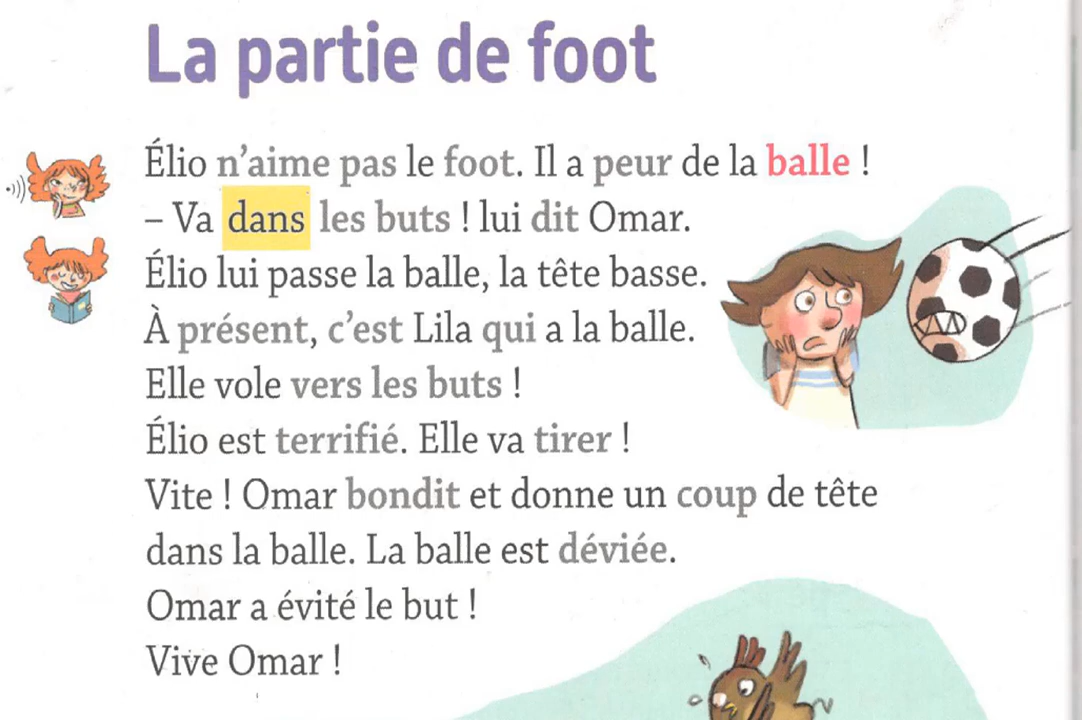 La partie de foot
Élio n'aime pas le foot. Il a peur de la balle !
– Va dans les buts ! lui dit Omar.
Élio lui passe la balle, la tête basse.
À présent, c'est Lila qui a la balle.
Elle vole vers les buts !
Élio est terrifié. Elle va tirer !
Vite ! Omar bondit et donne un coup de tête
dans la balle. La balle est déviée.
Omar a évité le but !
Vive Omar !